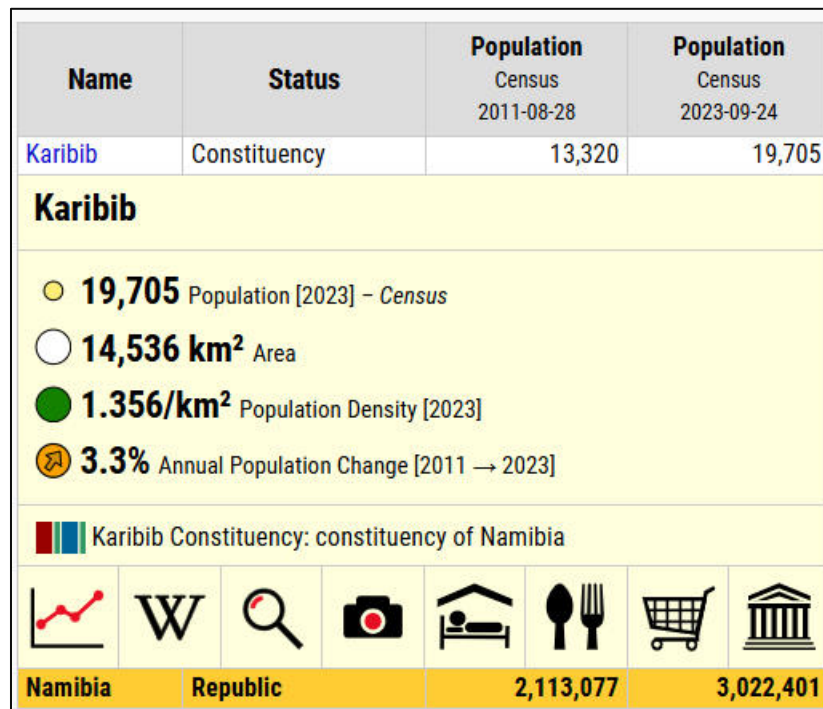 Name Status Population Census 2011-08-28 Population Census 2023-09-24
Karibib Constituency 13,320 19,705
Karibib
19,705 Population [2023] – Census
14,536 km² Area
1.356/km² Population Density [2023]
3.3% Annual Population Change [2011 → 2023]
Karibib Constituency: constituency of Namibia
W
Namibia Republic 2,113,077 3,022,401